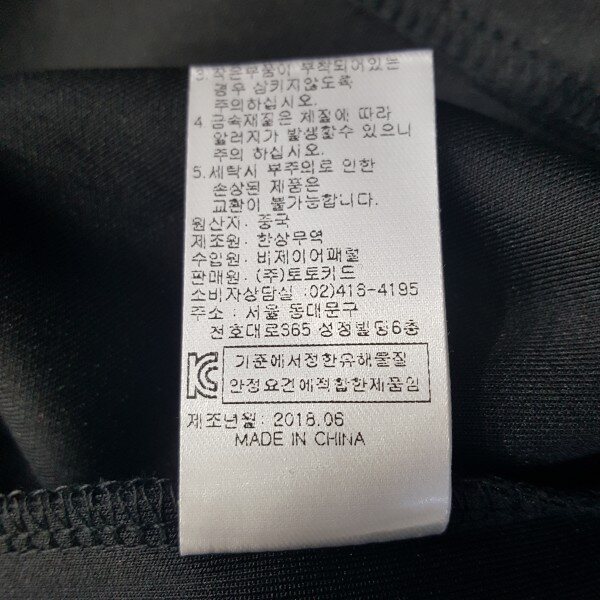 3. 작은부품이 부착되어있는
경우 삼키지않도록
주의하십시오.
4. 금속재질은 체질에 따라
알러지가 발생할수 있으니
주의 하십시오.
5. 세탁시 부주의로 인한
손상된 제품은
교환이 불가능합니다.
원산지: 중국
제조원: 한상무역
수입원: 비제이어패럴
판매원: (주)토토키드
소비자상담실 :02)416-4195
주소: 서울 동대문구
천호대로365 성정빌딩6층
KC
기준에서정한유해물질
안정요건에적합한제품임
제조년월: 2018.06
MADE IN CHINA